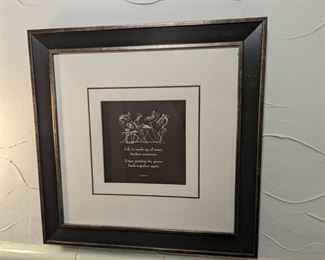 Life is made up of many
broken moments
Enjoy putting the pieces
back together again